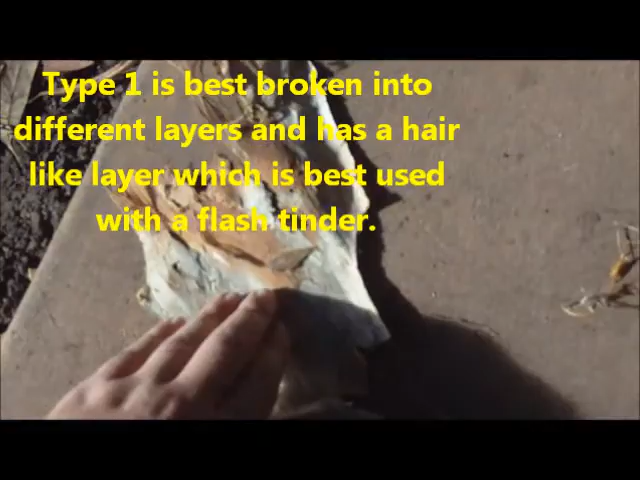 Type 1 is best broken into
different layers and has a hair
like layer which is best used
with a flash tinder.